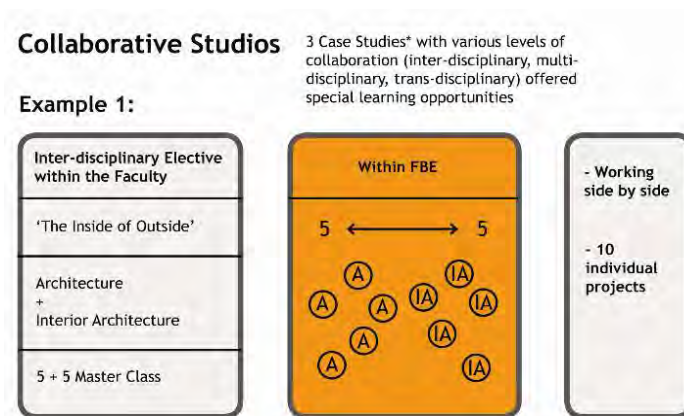 Collaborative Studios
3 Case Studies* with various levels of
collaboration (inter-disciplinary, multi-
disciplinary, trans-disciplinary) offered
special learning opportunities
Example 1:
Inter-disciplinary Elective
within the Faculty
'The Inside of Outside'
Architecture
+
Interior Architecture
5 + 5 Master Class
Within FBE
5 5
A
IA
A
IA
A
IA
A
IA
A
IA
- Working
side by side
- 10
individual
projects